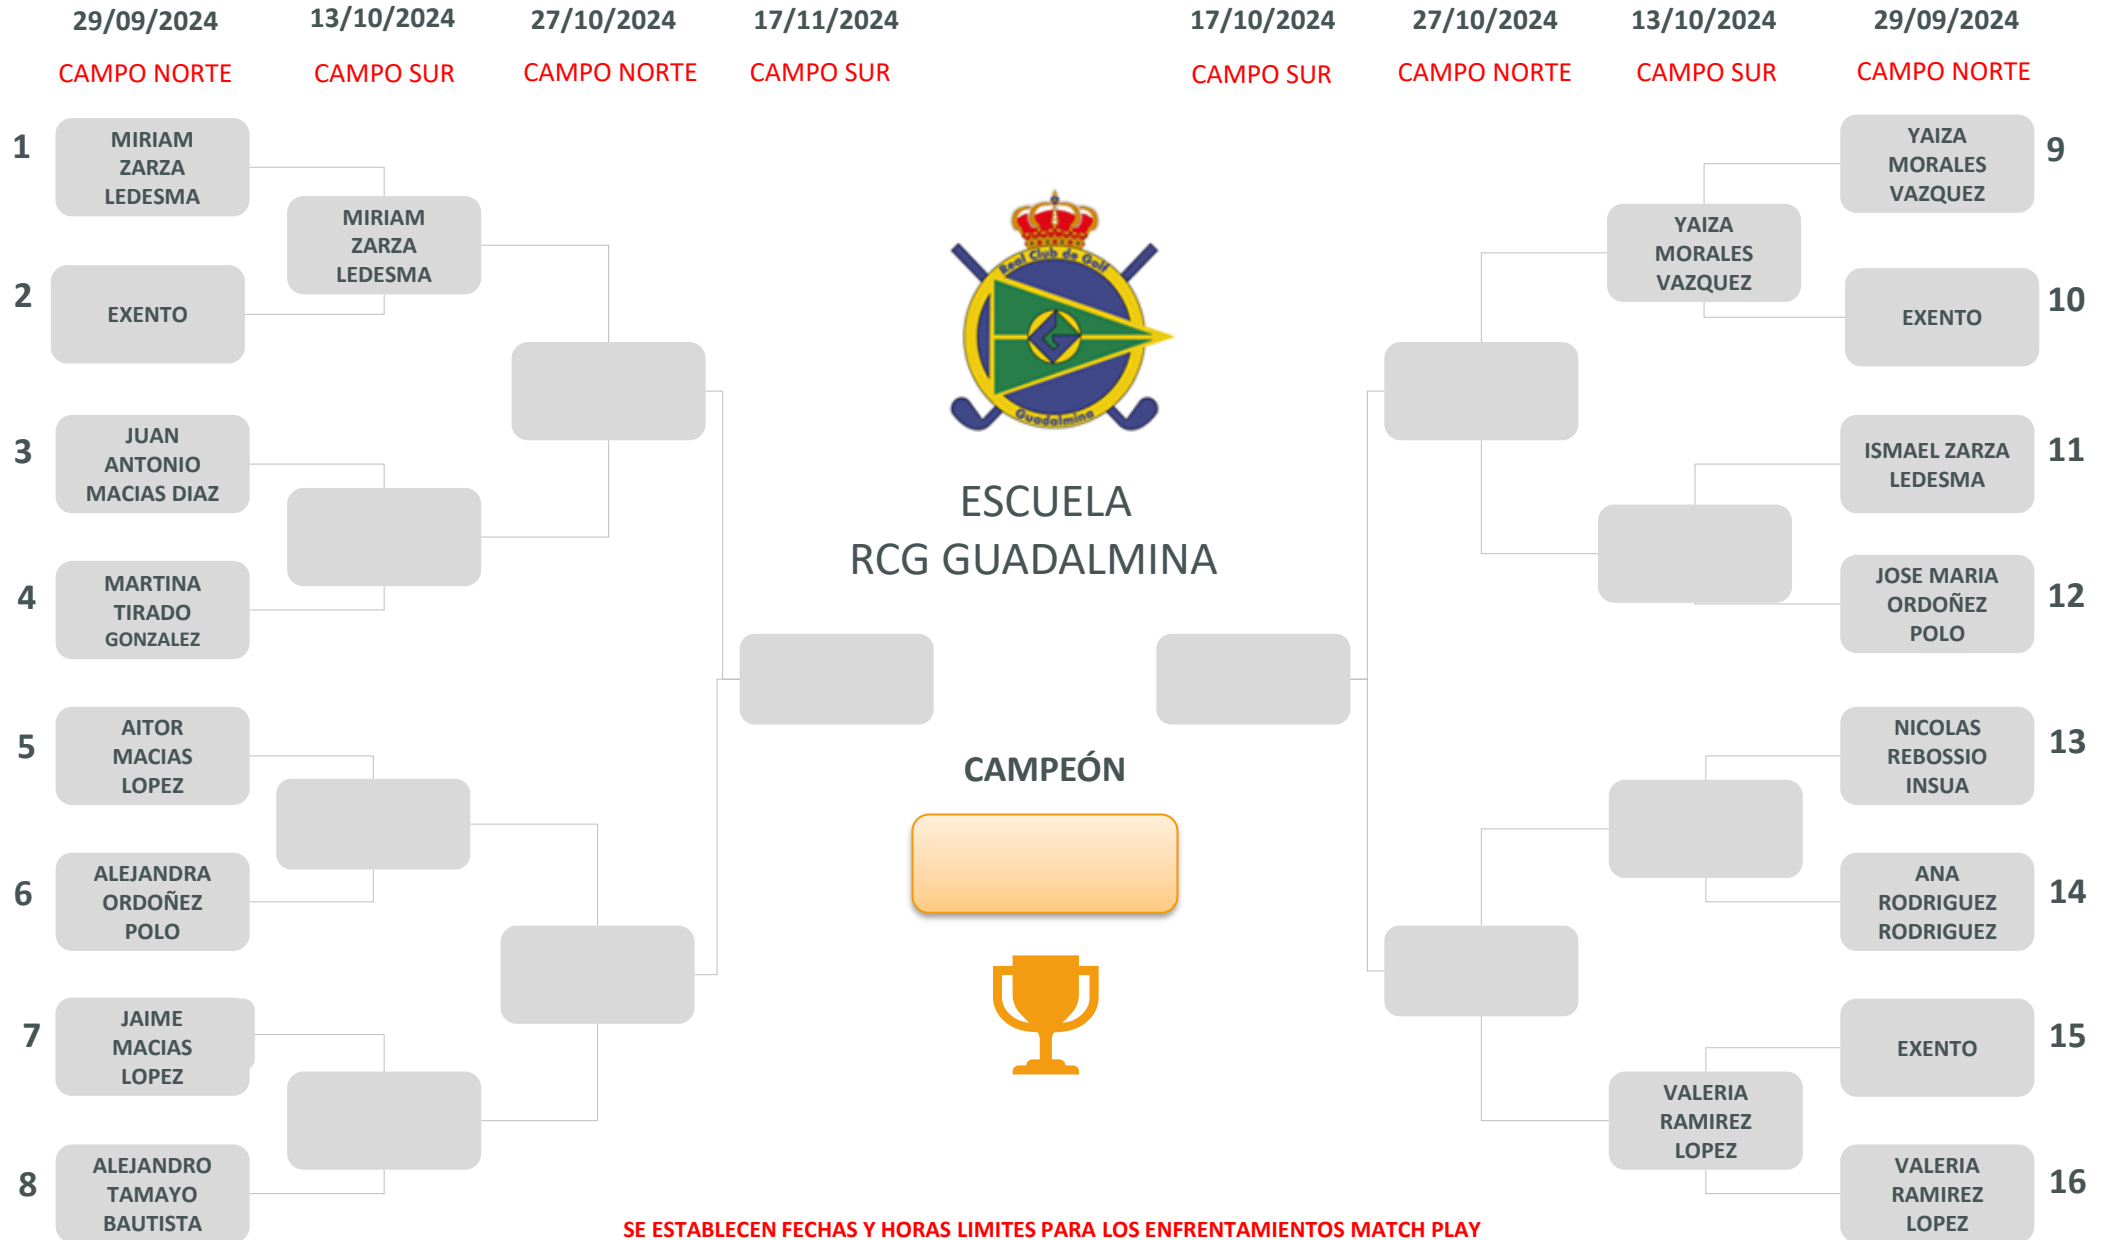 29/09/2024
13/10/2024
27/10/2024
17/11/2024
17/10/2024
27/10/2024
13/10/2024
29/09/2024
CAMPO NORTE
CAMPO SUR
CAMPO NORTE
CAMPO SUR
CAMPO SUR
CAMPO NORTE
CAMPO SUR
CAMPO NORTE
1
MIRIAM
ZARZA
LEDESMA
2
EXENTO
MIRIAM
ZARZA
LEDESMA
3
JUAN
ANTONIO
MACIAS DIAZ
4
MARTINA
TIRADO
GONZALEZ
5
AITOR
MACIAS
LOPEZ
6
ALEJANDRA
ORDOÑEZ
POLO
7
JAIME
MACIAS
LOPEZ
8
ALEJANDRO
TAMAYO
BAUTISTA
Real Club de Golf
Guadalmina
ESCUELA
RCG GUADALMINA
CAMPEÓN
YAIZA
MORALES
VAZQUEZ
9
YAIZA
MORALES
VAZQUEZ
EXENTO
10
ISMAEL ZARZA
LEDESMA
11
JOSE MARIA
ORDOÑEZ
POLO
12
NICOLAS
REBOSSIO
INSUA
13
ANA
RODRIGUEZ
RODRIGUEZ
14
EXENTO
15
VALERIA
RAMIREZ
LOPEZ
VALERIA
RAMIREZ
LOPEZ
16
SE ESTABLECEN FECHAS Y HORAS LIMITES PARA LOS ENFRENTAMIENTOS MATCH PLAY